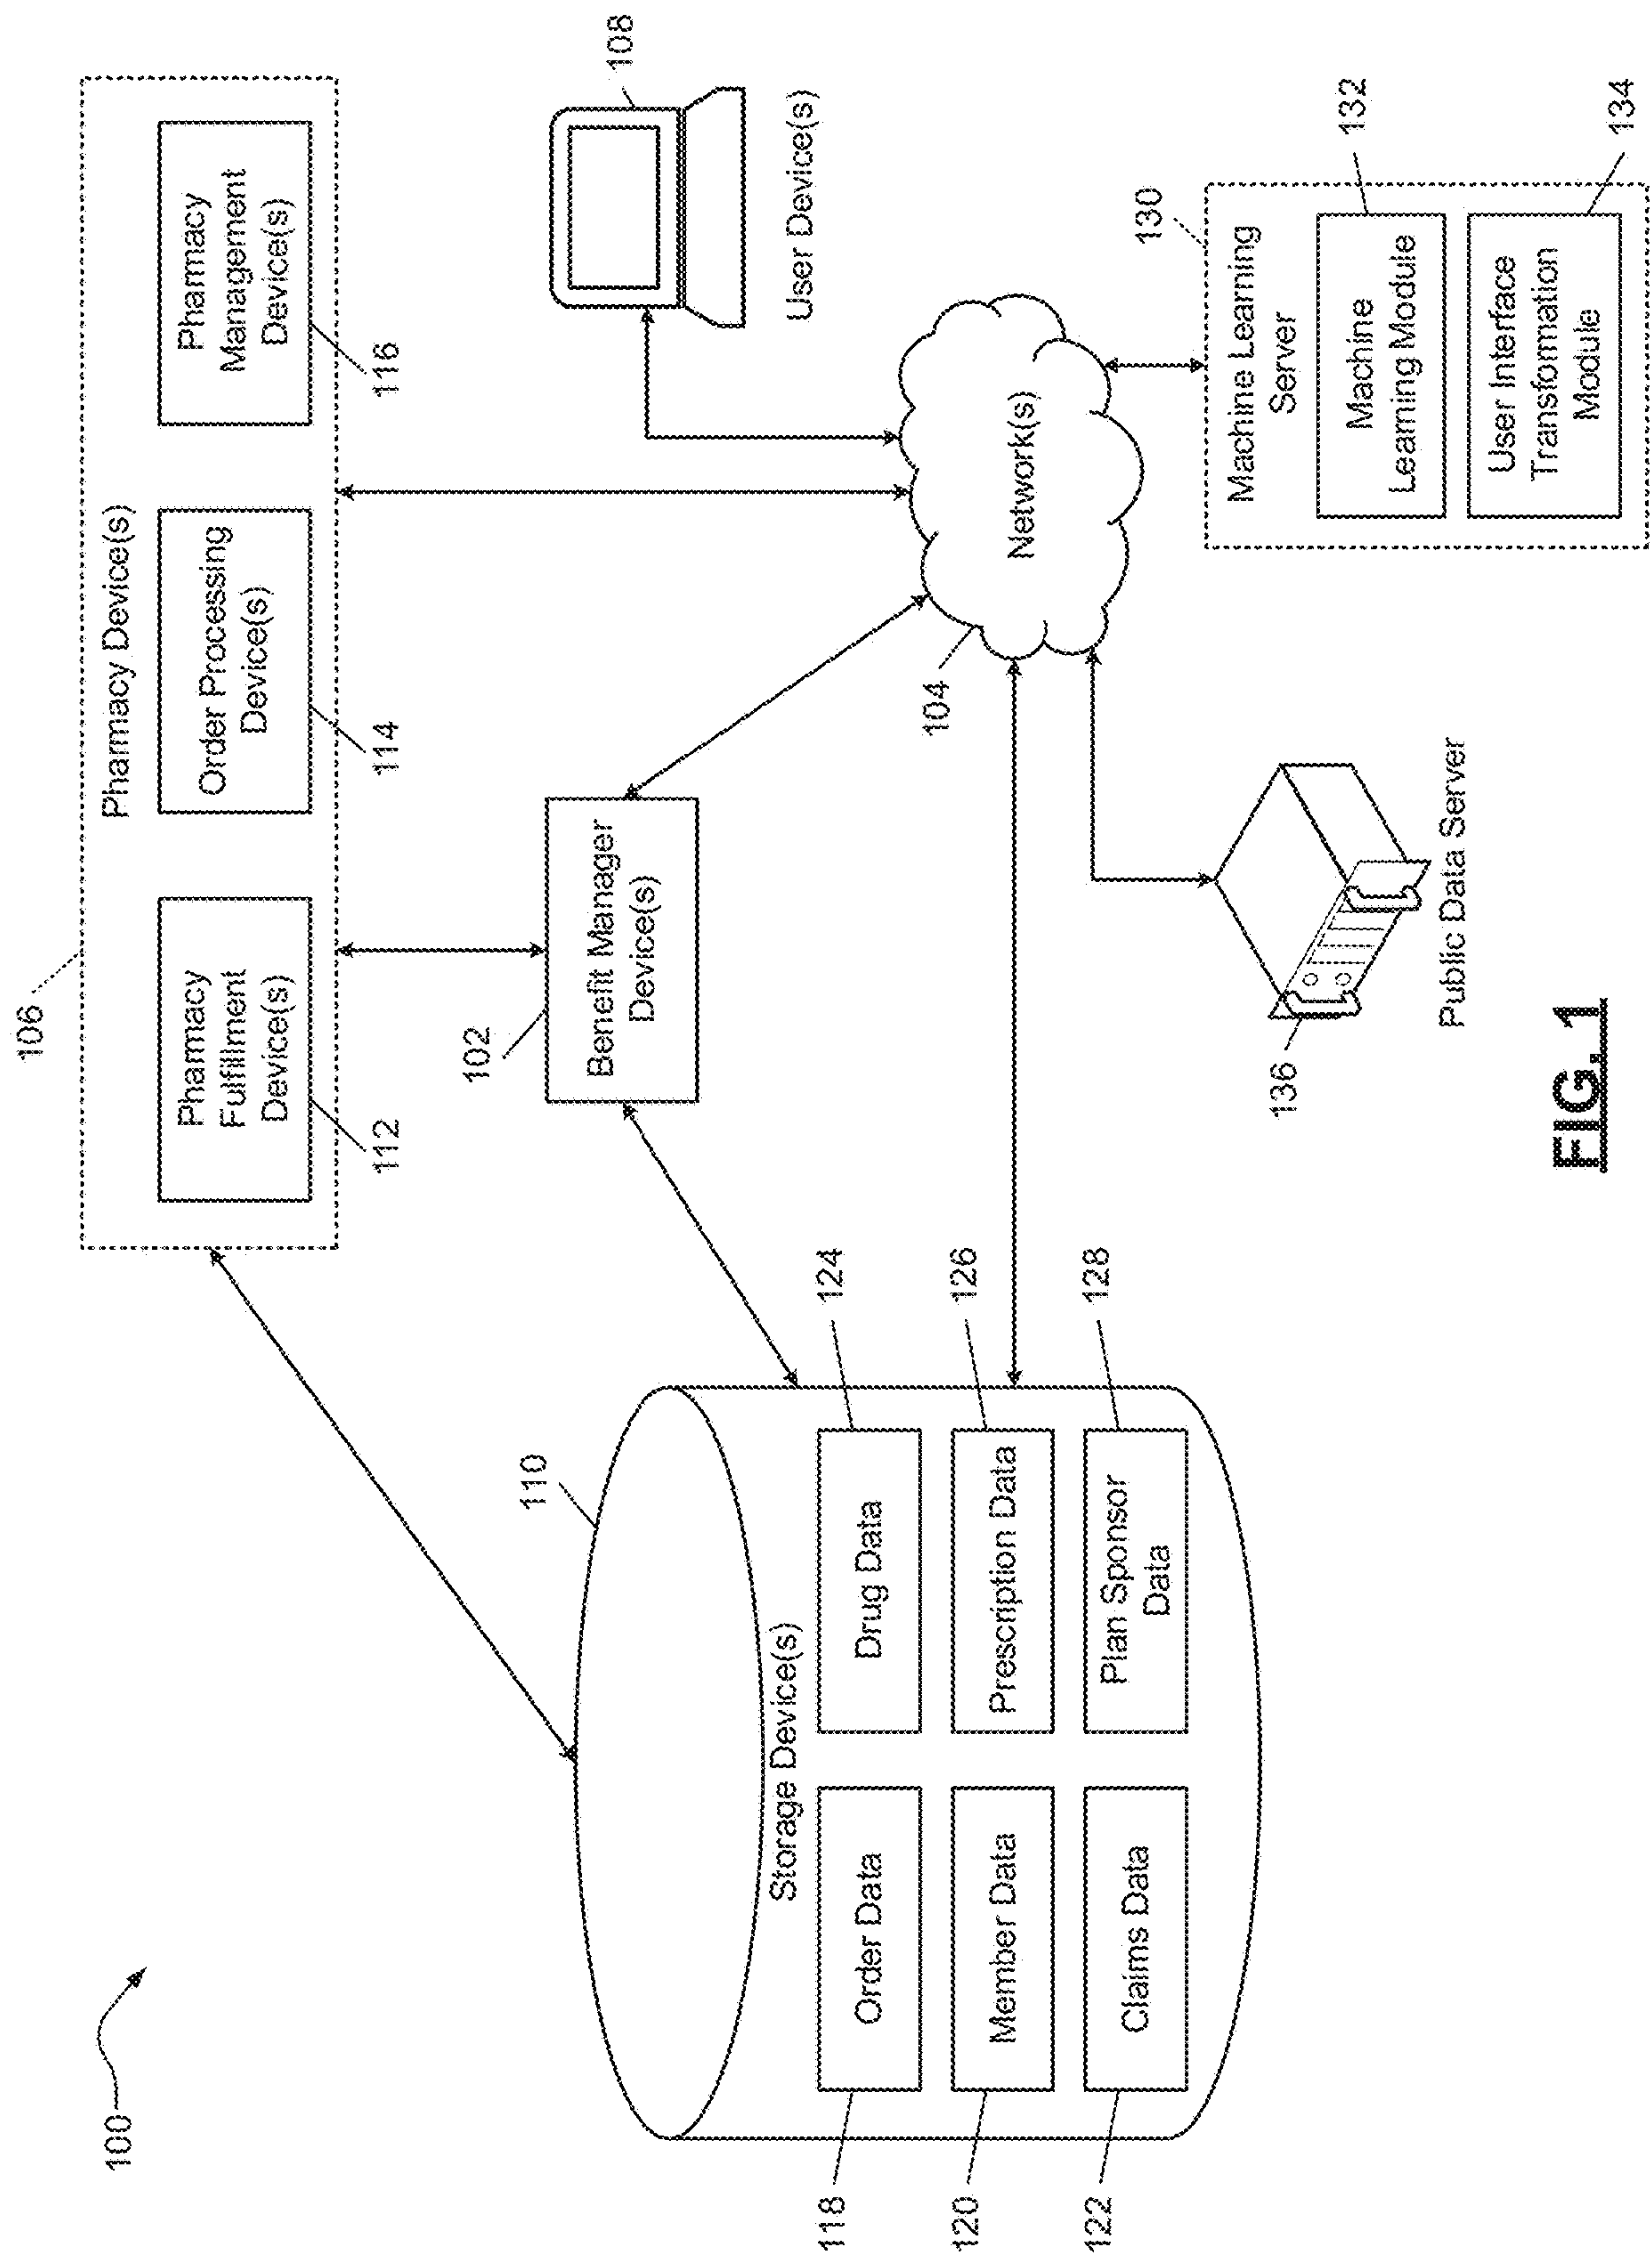 100
106
Pharmacy Device(s)
Pharmacy
Fulfillment
Device(s)
112
Order Processing
Device(s)
114
Pharmacy
Management
Device(s)
116
102
Benefit Manager
Device(s)
108
User Device(s)
110
Storage Device(s)
Order Data
118
Drug Data
124
Member Data
120
Prescription Data
126
Claims Data
122
Plan Sponsor
Data
128
104
Network(s)
136
Public Data Server
130
Machine Learning
Server
Machine
Learning Module
132
User Interface
Transformation
Module
134
FIG. 1